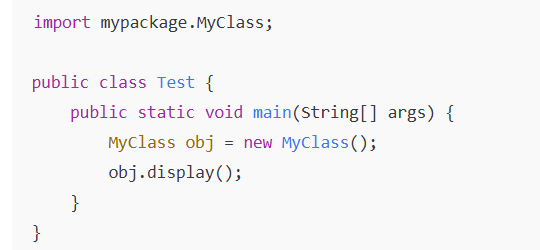 import mypackage.MyClass;
public class Test {
public static void main(String[] args) {
MyClass obj = new MyClass();
obj.display();
}
}